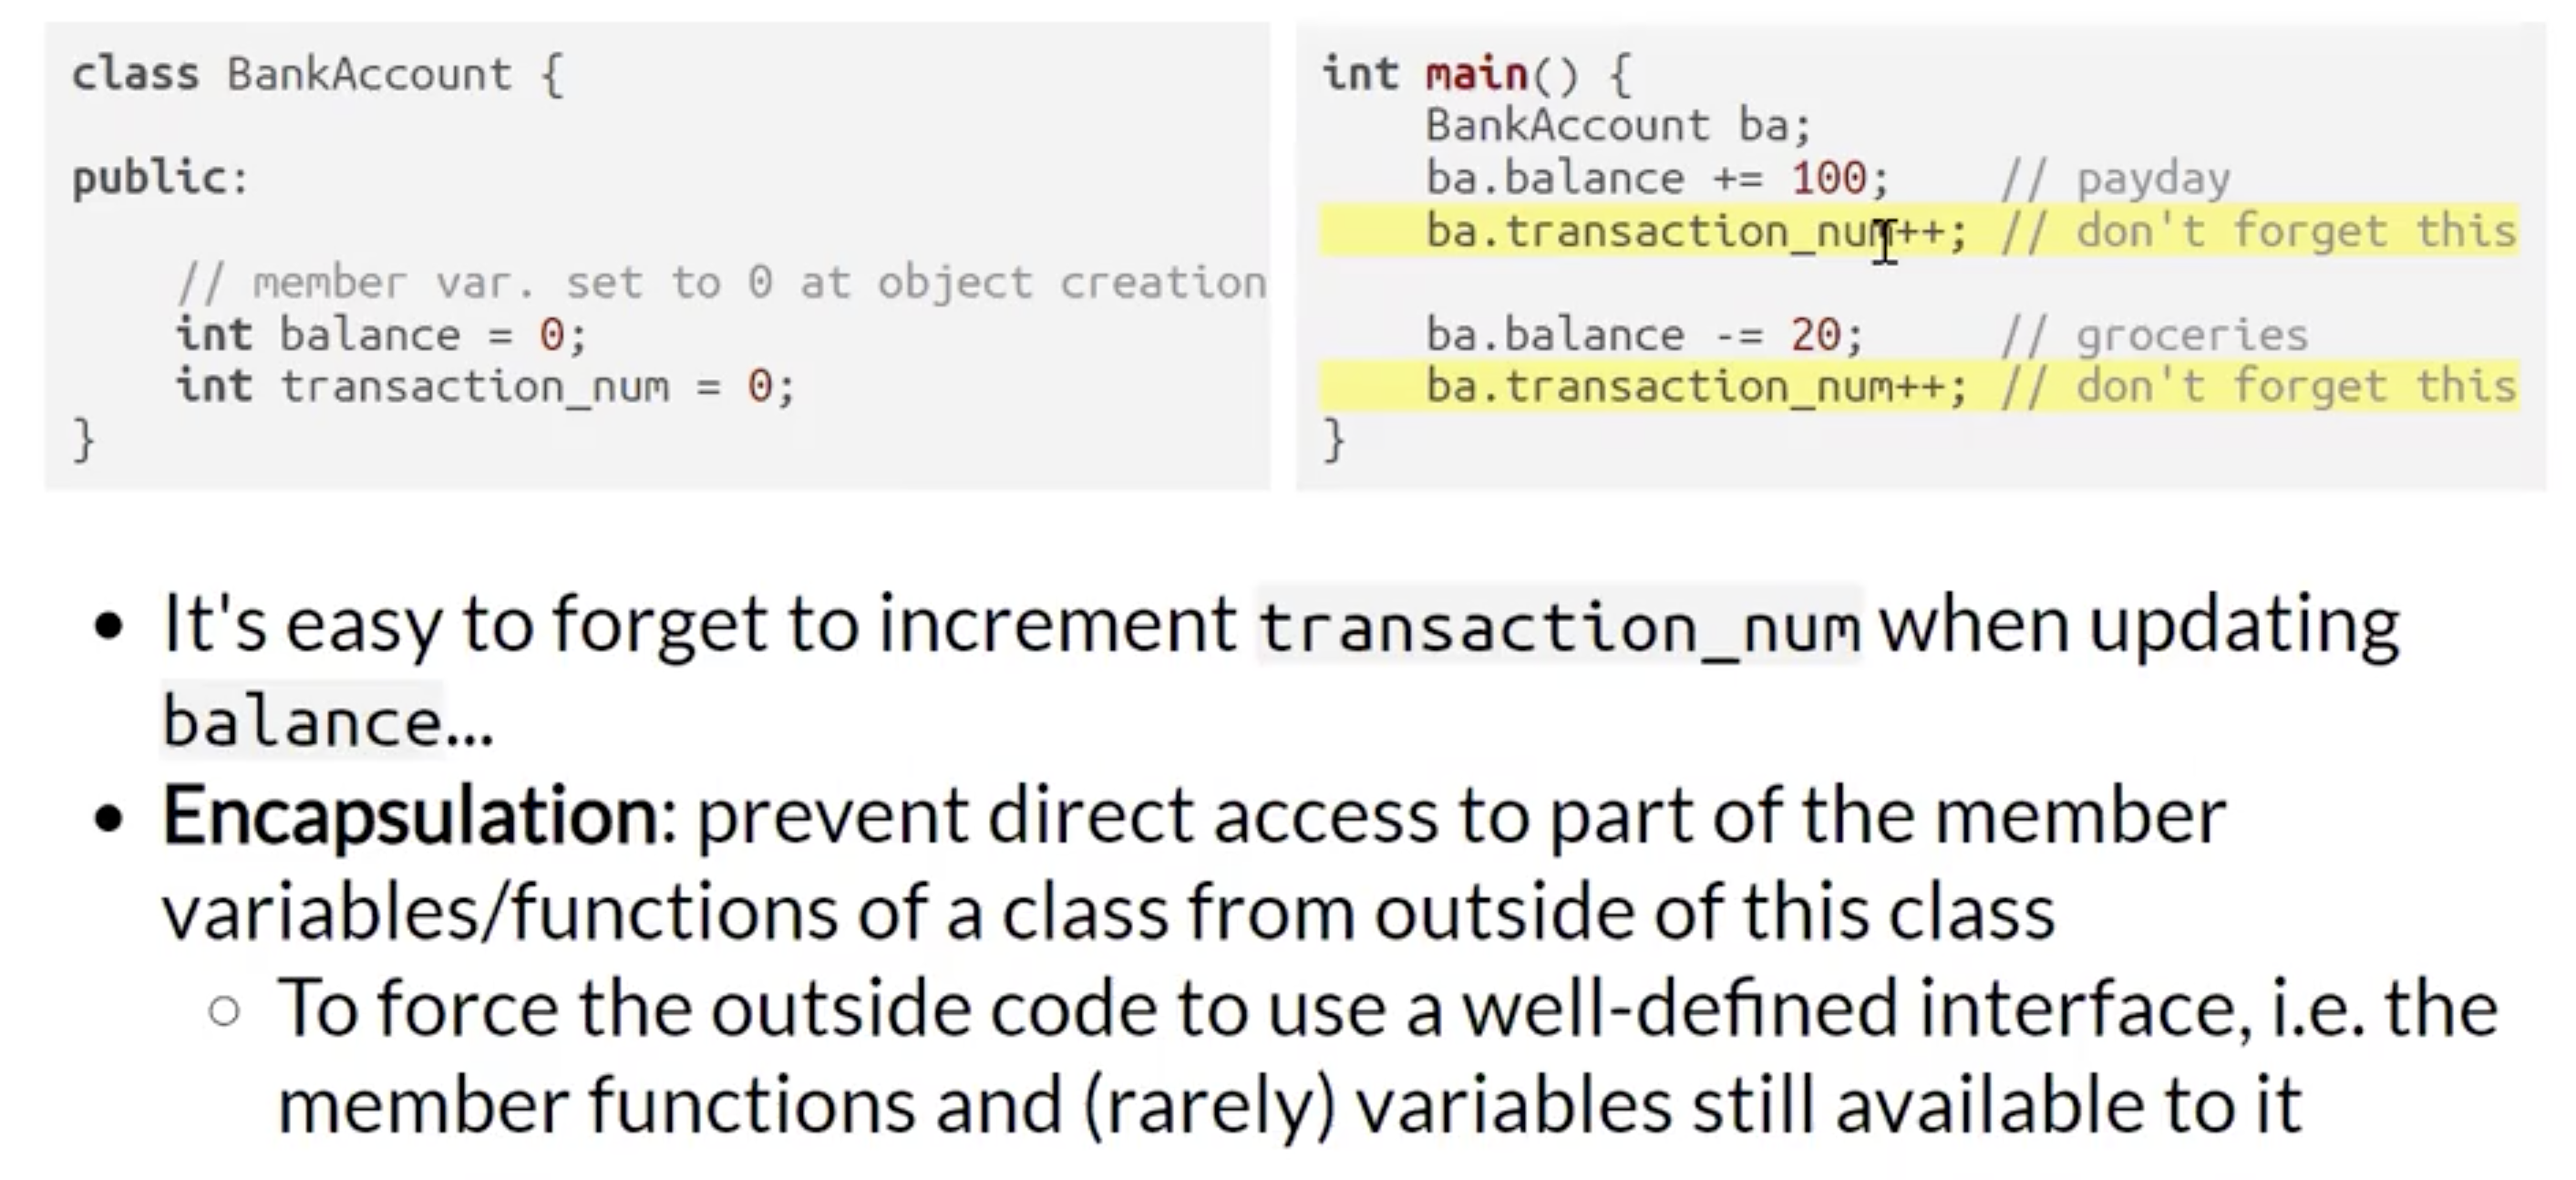 class BankAccount {
public:
// member var. set to 0 at object creation
int balance = 0;
int transaction_num = 0;
}
int main() {
BankAccount ba;
ba.balance += 100; // payday
ba.transaction_num++; // don't forget this
ba.balance -= 20; // groceries
ba.transaction_num++; // don't forget this
}
• It's easy to forget to increment transaction_num when updating
balance...
• Encapsulation: prevent direct access to part of the member
variables/functions of a class from outside of this class
○ To force the outside code to use a well-defined interface, i.e. the
member functions and (rarely) variables still available to it